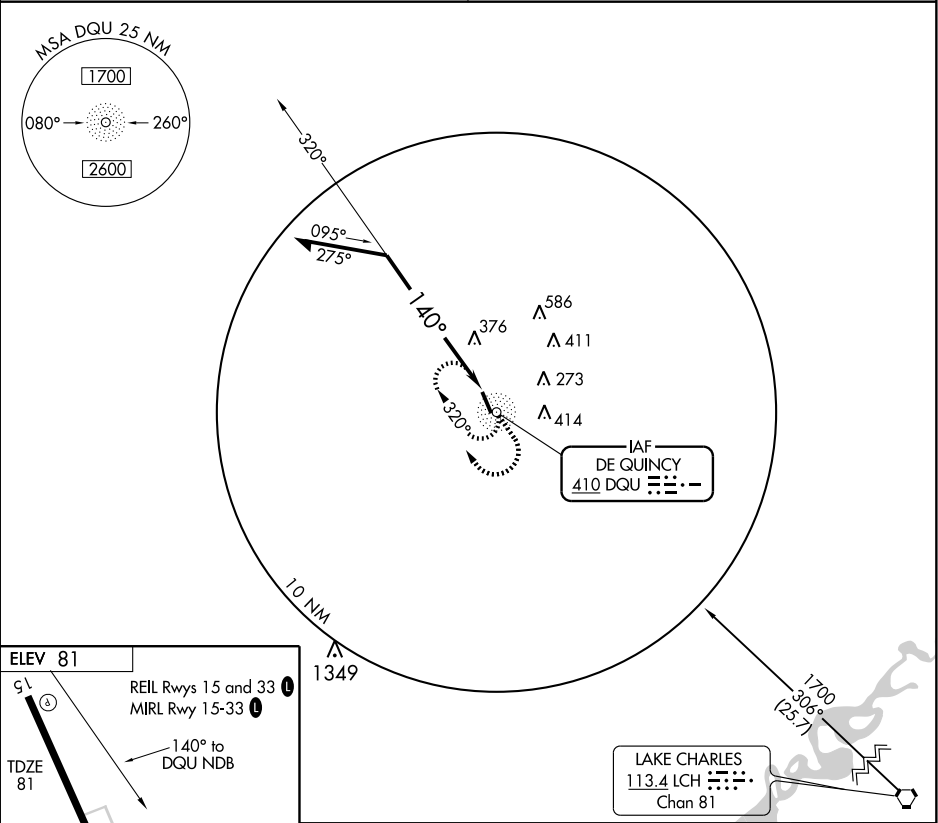 MSA DQU 25 NM
1700
080°
260°
2600
320°
095°
275°
140°
586
376
411
273
414
320°
IAF
DE QUINCY
410 DQU
10 NM
1349
1700
306°
(25.7)
LAKE CHARLES
113.4 LCH
Chan 81
ELEV 81
15
P
REIL Rwys 15 and 33 L
MIRL Rwy 15-33 L
140° to
DQU NDB
TDZE
81